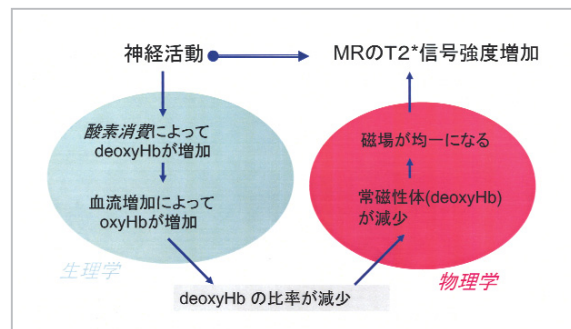 神経活動
MRのT2*信号強度増加
酸素消費によって
deoxyHbが増加
血流増加によって
oxyHbが増加
生理学
deoxyHb の比率が減少
磁場が均一になる
常磁性体(deoxyHb)
が減少
物理学